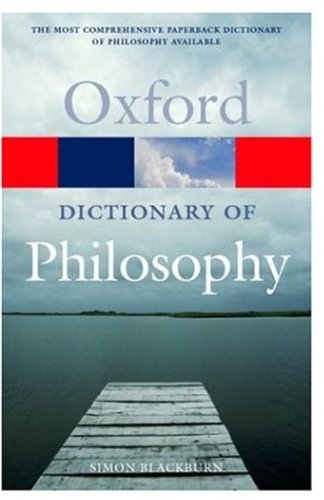 THE MOST COMPREHENSIVE PAPERBACK DICTIONARY
OF PHILOSOPHY AVAILABLE
Oxford
DICTIONARY OF
Philosophy
SIMON BLACKBURN